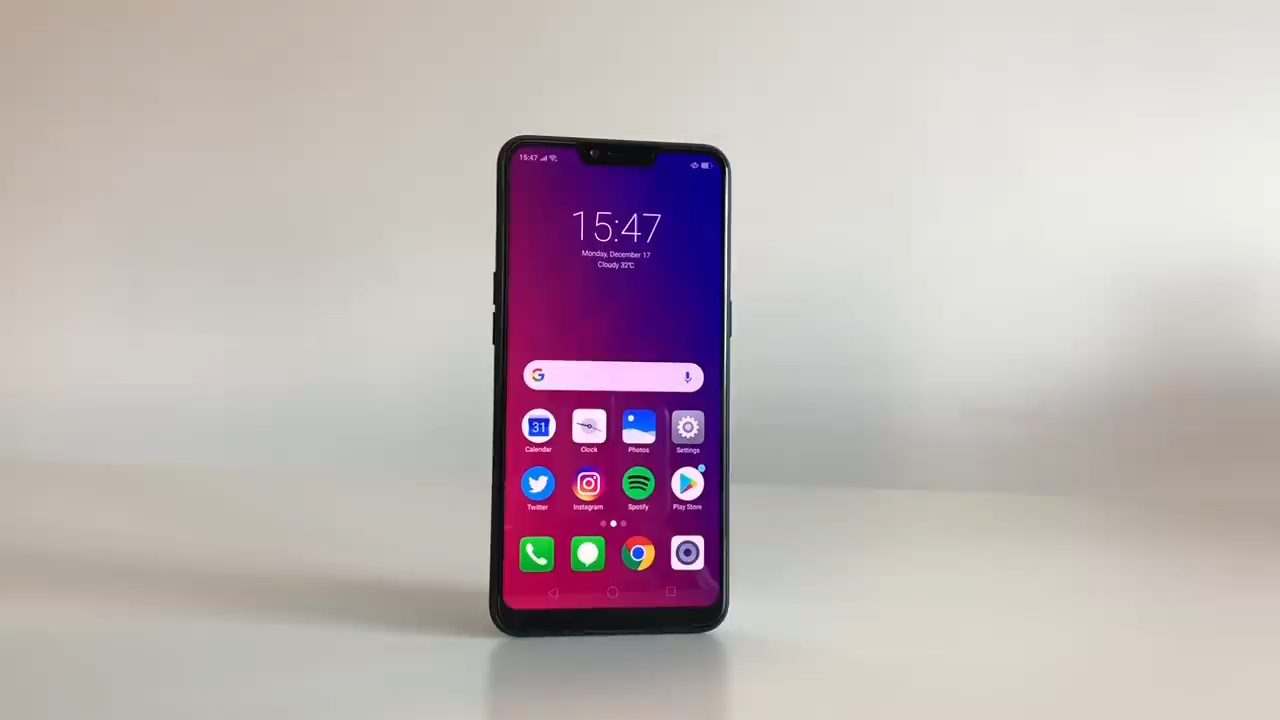 15:47
15:47
Monday, December 17
Cloudy 32°C
G
31
Calendar Clock Photos Settings
Twitter Instagram Spotify Play Store